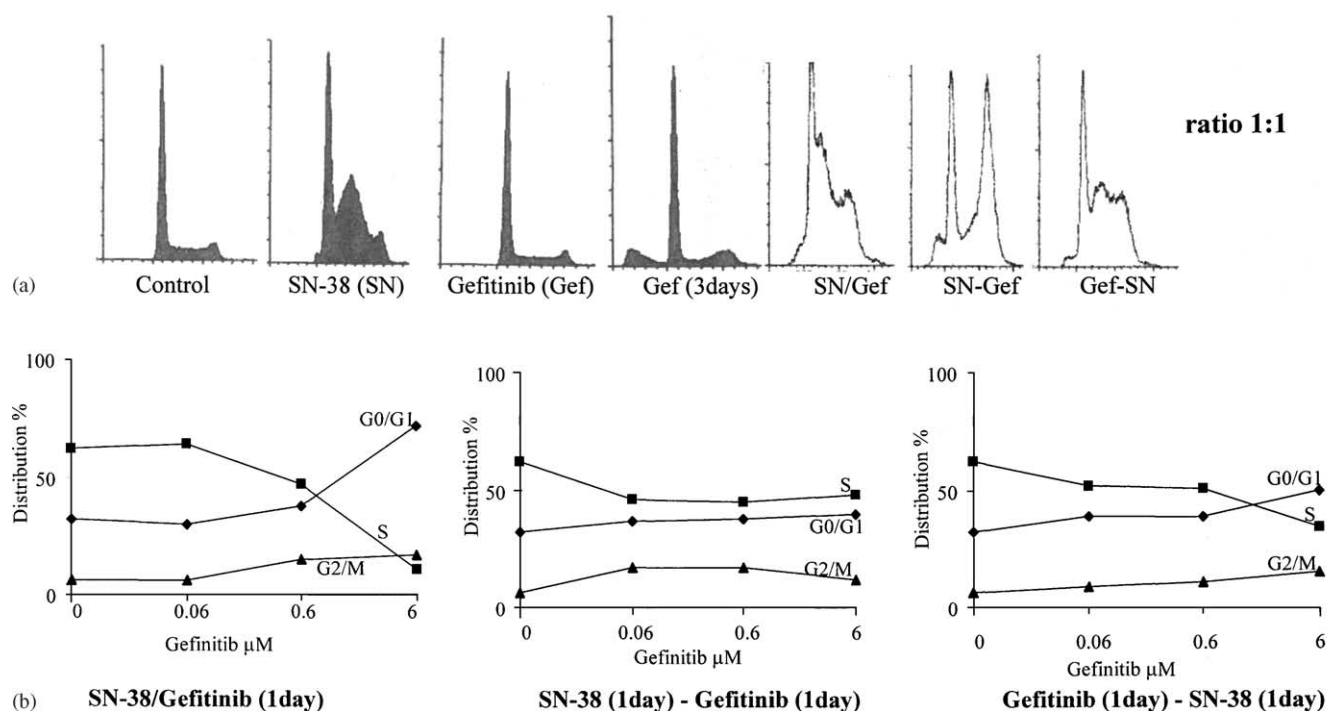 ratio 1:1
(a)
Control
SN-38 (SN)
Gefitinib (Gef)
Gef (3days)
SN/Gef
SN-Gef
Gef-SN
100
50
0
Distribution %
G0/G1
S
G2/M
0
0.06
0.6
6
Gefinitib µM
100
50
0
Distribution %
S
G0/G1
G2/M
0
0.06
0.6
6
Gefinitib µM
100
50
0
Distribution %
G0/G1
S
G2/M
0
0.06
0.6
6
Gefinitib µM
(b)
SN-38/Gefitinib (1day)
SN-38 (1day) - Gefitinib (1day)
Gefitinib (1day) - SN-38 (1day)